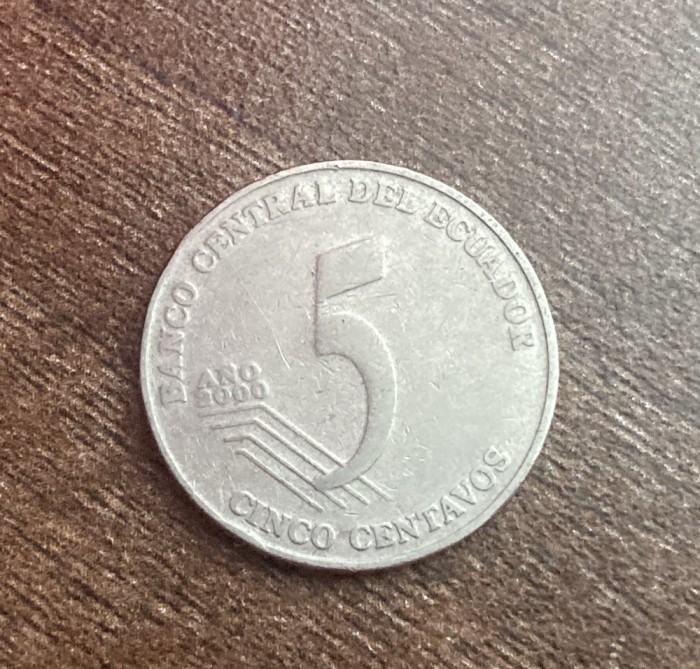 BANCO CENTRAL DEL ECUADOR
5
AÑO
2000
CINCO CENTAVOS